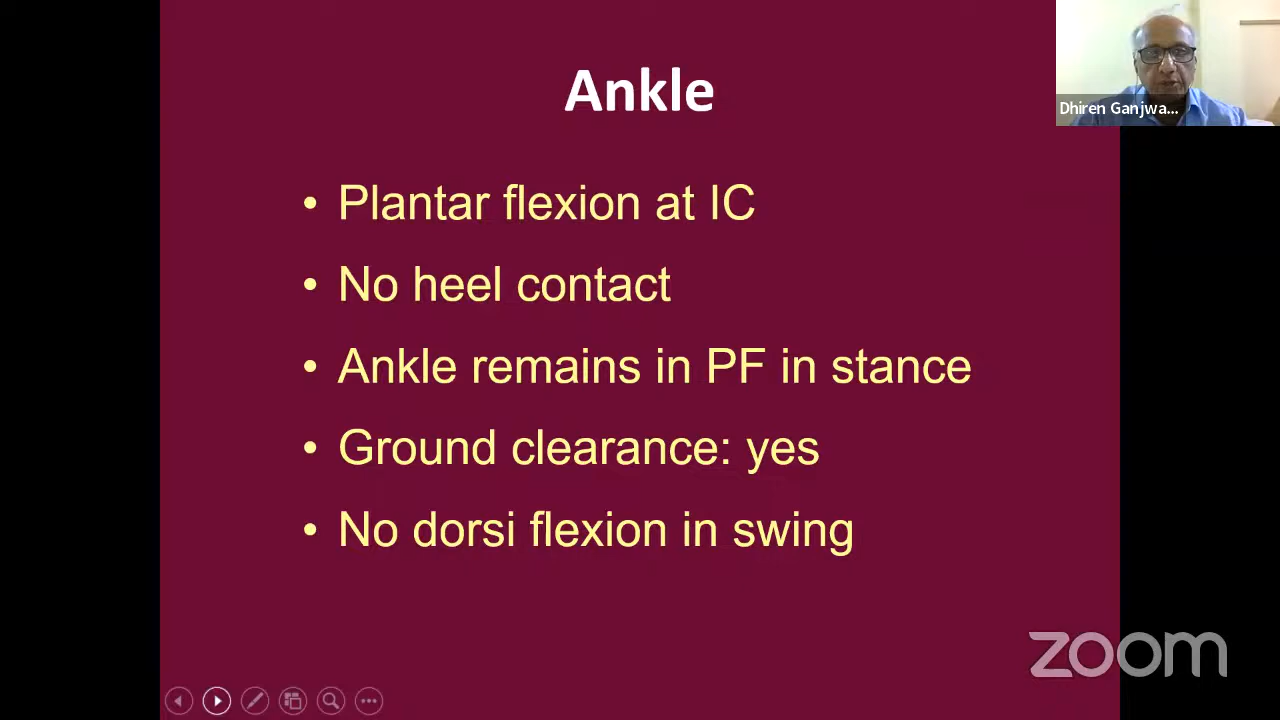 Ankle
Dhiren Ganjwa...
• Plantar flexion at IC
• No heel contact
• Ankle remains in PF in stance
• Ground clearance: yes
• No dorsi flexion in swing
zoom